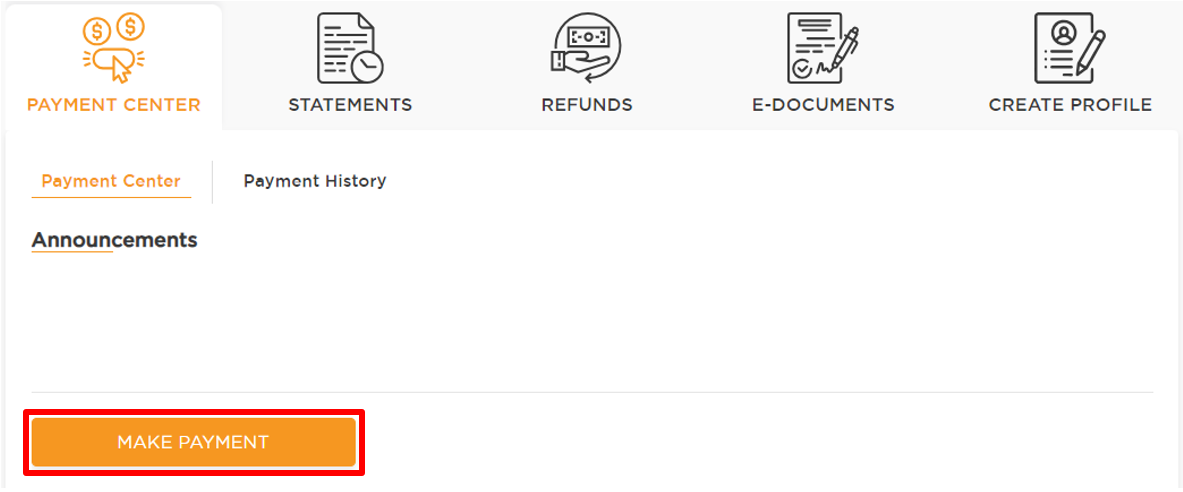 PAYMENT CENTER
STATEMENTS
REFUNDS
E-DOCUMENTS
CREATE PROFILE
Payment Center
Payment History
Announcements
MAKE PAYMENT